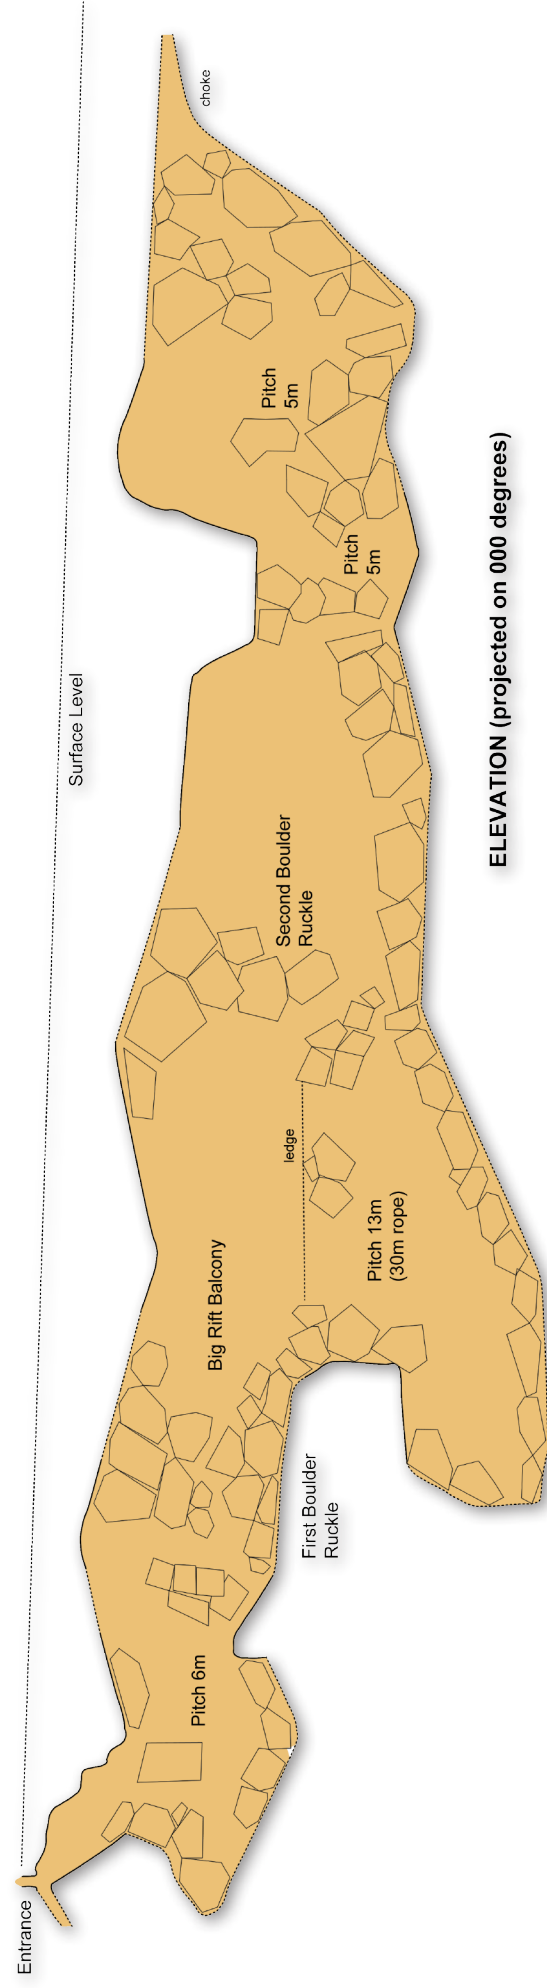 Entrance
Surface Level
Pitch 6m
First Boulder
Ruckle
Big Rift Balcony
ledge
Pitch 13m
(30m rope)
Second Boulder
Ruckle
Pitch
5m
Pitch
5m
choke
ELEVATION (projected on 000 degrees)